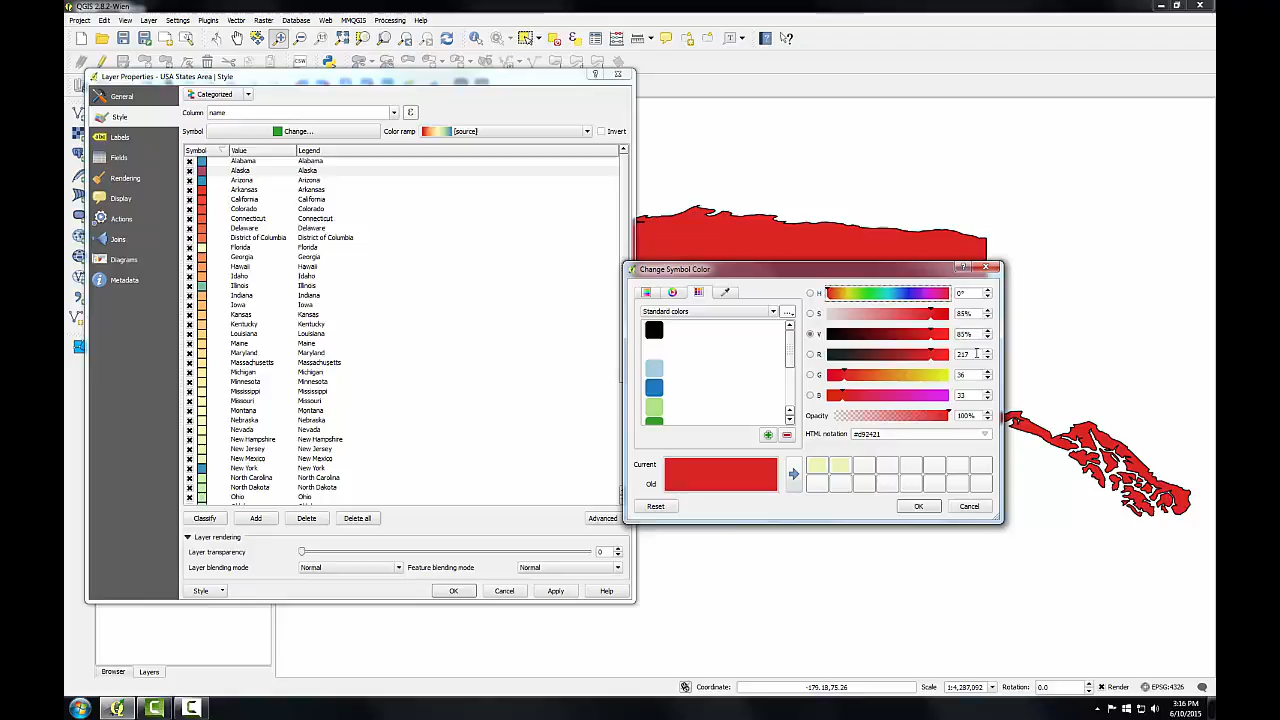 QGIS 2.8.2-Wien
Project Edit View Layer Settings Plugins Vector Raster Database Web MMQGIS Processing Help
CSW
Layer Properties - USA States Area | Style
General
Style
abc Labels
Fields
Rendering
Display
Actions
Joins
Diagrams
Metadata
Categorized
Column name ε
Symbol Change... Color ramp [source] Invert
Symbol Value Legend
Alabama Alabama
Alaska Alaska
Arizona Arizona
Arkansas Arkansas
California California
Colorado Colorado
Connecticut Connecticut
Delaware Delaware
District of Columbia District of Columbia
Florida Florida
Georgia Georgia
Hawaii Hawaii
Idaho Idaho
Illinois Illinois
Indiana Indiana
Iowa Iowa
Kansas Kansas
Kentucky Kentucky
Louisiana Louisiana
Maine Maine
Maryland Maryland
Massachusetts Massachusetts
Michigan Michigan
Minnesota Minnesota
Mississippi Mississippi
Missouri Missouri
Montana Montana
Nebraska Nebraska
Nevada Nevada
New Hampshire New Hampshire
New Jersey New Jersey
New Mexico New Mexico
New York New York
North Carolina North Carolina
North Dakota North Dakota
Ohio Ohio
Classify Add Delete Delete all Advanced
Layer rendering
Layer transparency 0
Layer blending mode Normal Feature blending mode Normal
Style OK Cancel Apply Help
Change Symbol Color
Standard colors ...
H 0°
S 85%
V 85%
R 217
G 36
B 33
Opacity 100%
HTML notation #d92421
Current
Old
Reset OK Cancel
Browser Layers
Coordinate: -179.18,75.26 Scale 1:4,287,092 Rotation: 0.0 Render EPSG:4326
3:16 PM
6/10/2015